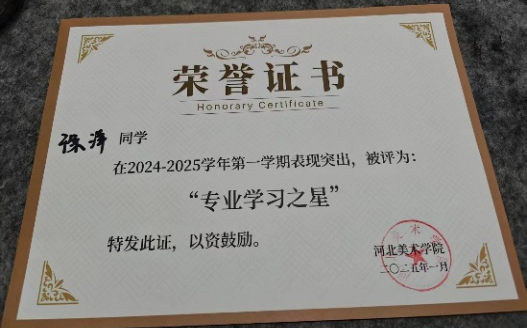 荣誉证书
Honorary Certificate
同学
在2024-2025学年第一学期表现突出，被评为：
“专业学习之星”
特发此证，以资鼓励。
河北美术学院
二〇二五年一月